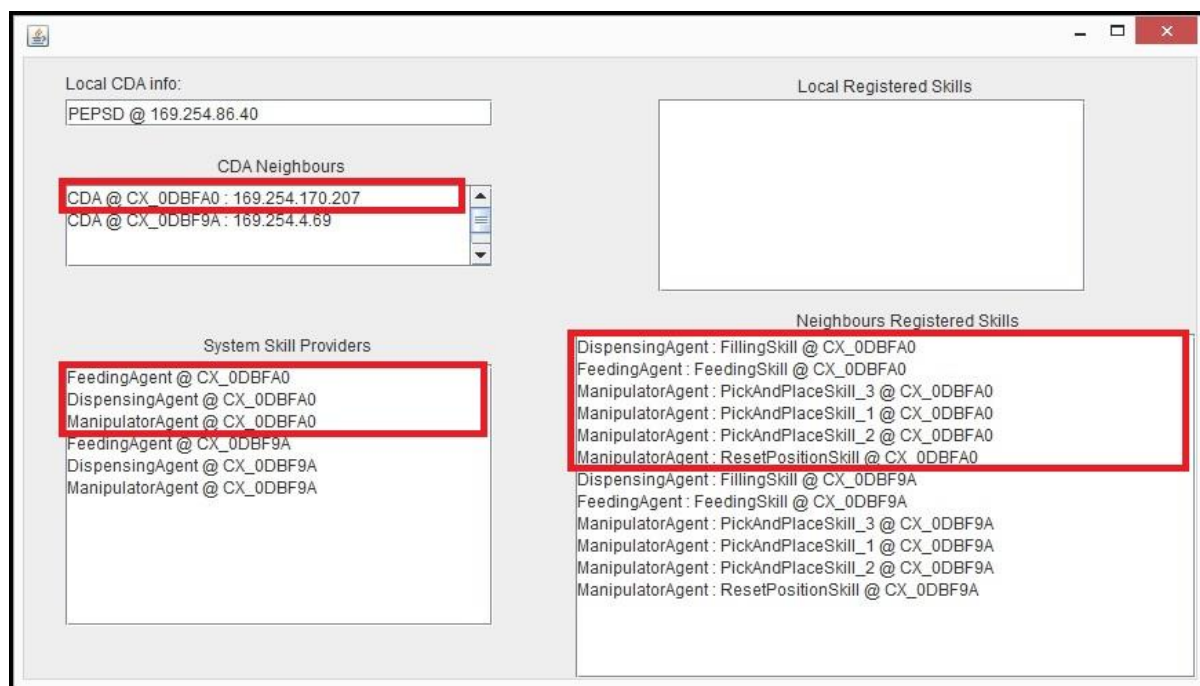 Local CDA info:
PEPSD @ 169.254.86.40
CDA Neighbours
CDA @ CX_0DBFA0 : 169.254.170.207
CDA @ CX_0DBF9A : 169.254.4.69
System Skill Providers
FeedingAgent @ CX_0DBFA0
DispensingAgent @ CX_0DBFA0
ManipulatorAgent @ CX_0DBFA0
FeedingAgent @ CX_0DBF9A
DispensingAgent @ CX_0DBF9A
ManipulatorAgent @ CX_0DBF9A
Local Registered Skills
Neighbours Registered Skills
DispensingAgent : FillingSkill @ CX_0DBFA0
FeedingAgent : FeedingSkill @ CX_0DBFA0
ManipulatorAgent : PickAndPlaceSkill_3 @ CX_0DBFA0
ManipulatorAgent : PickAndPlaceSkill_1 @ CX_0DBFA0
ManipulatorAgent : PickAndPlaceSkill_2 @ CX_0DBFA0
ManipulatorAgent : ResetPositionSkill @ CX_0DBFA0
DispensingAgent : FillingSkill @ CX_0DBF9A
FeedingAgent : FeedingSkill @ CX_0DBF9A
ManipulatorAgent : PickAndPlaceSkill_3 @ CX_0DBF9A
ManipulatorAgent : PickAndPlaceSkill_1 @ CX_0DBF9A
ManipulatorAgent : PickAndPlaceSkill_2 @ CX_0DBF9A
ManipulatorAgent : ResetPositionSkill @ CX_0DBF9A